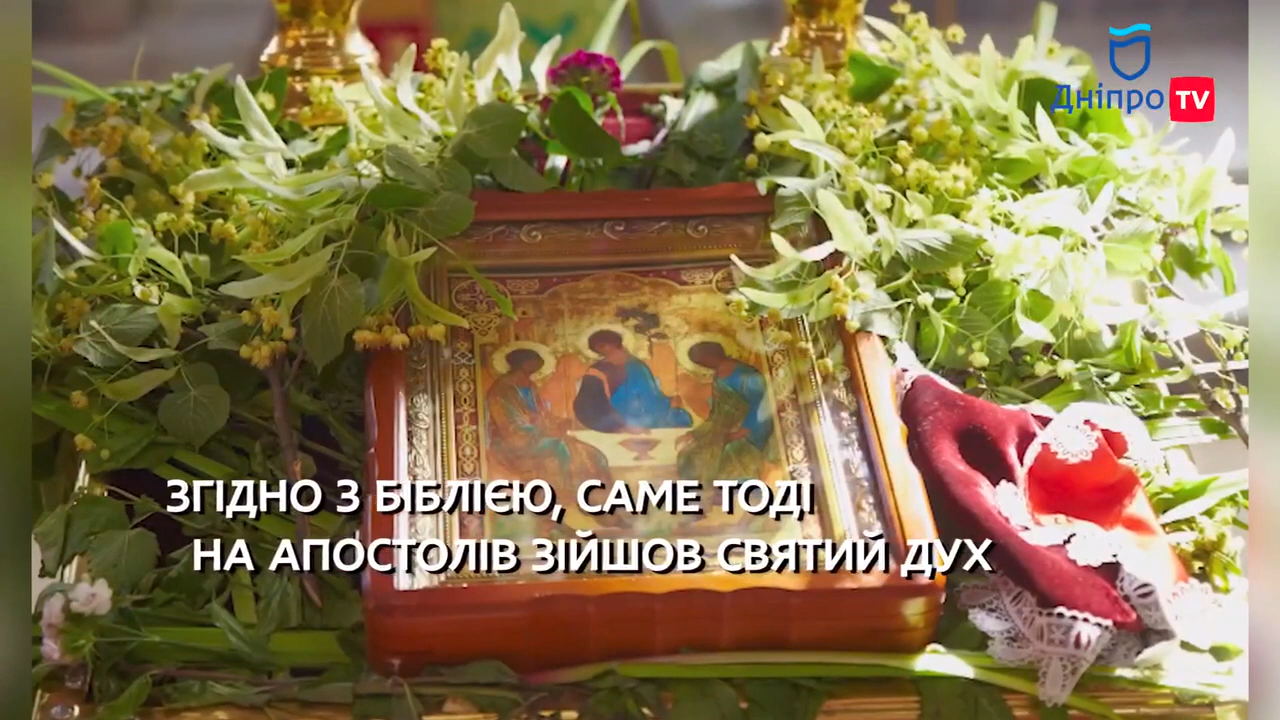 Дніпро TV
ЗГІДНО З БІБЛІЄЮ, САМЕ ТОДІ
НА АПОСТОЛІВ ЗІЙШОВ СВЯТИЙ ДУХ